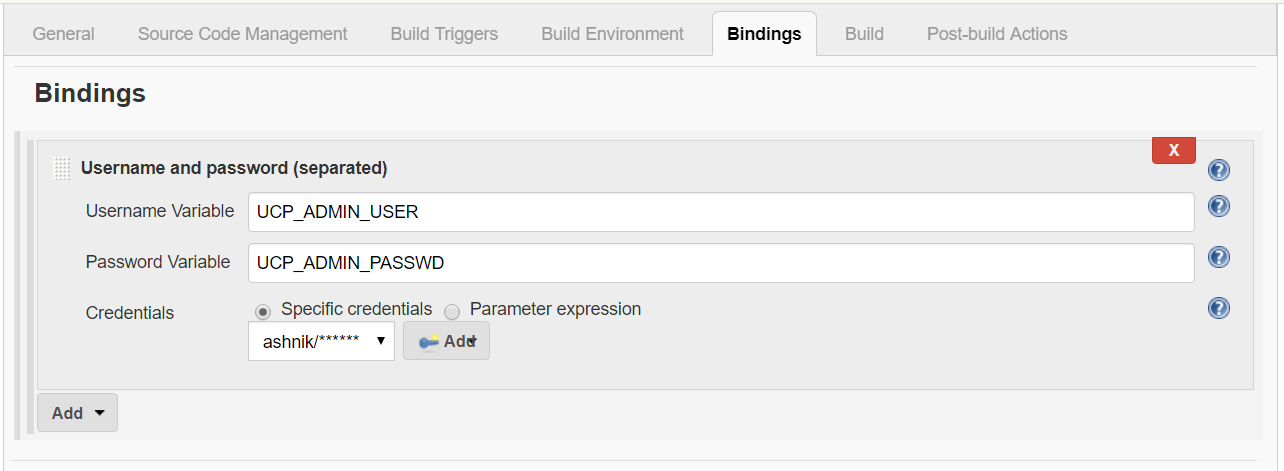 General Source Code Management Build Triggers Build Environment Bindings Build Post-build Actions
Bindings
X
Username and password (separated)
?
Username Variable UCP_ADMIN_USER ?
Password Variable UCP_ADMIN_PASSWD ?
Credentials Specific credentials Parameter expression ?
ashnik/****** Add
Add